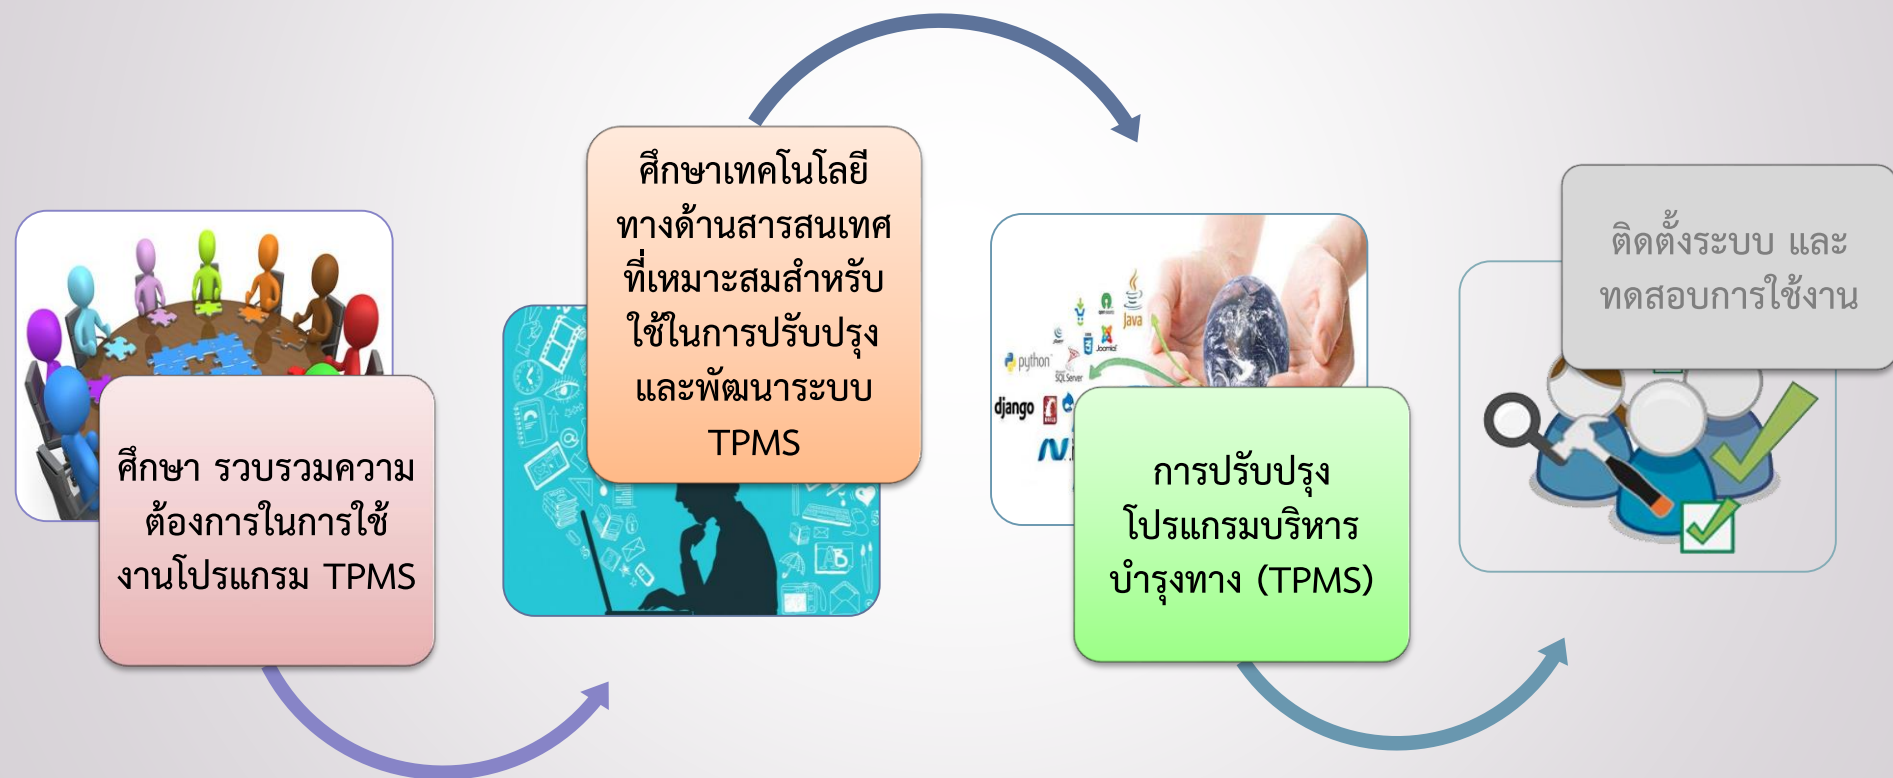 ศึกษา รวบรวมความ
ต้องการในการใช้
งานโปรแกรม TPMS
ศึกษาเทคโนโลยี
ทางด้านสารสนเทศ
ที่เหมาะสมสำหรับ
ใช้ในการปรับปรุง
และพัฒนาระบบ
TPMS
Java
Joomla!
python
SQL Server
django
การปรับปรุง
โปรแกรมบริหาร
บำรุงทาง (TPMS)
ติดตั้งระบบ และ
ทดสอบการใช้งาน